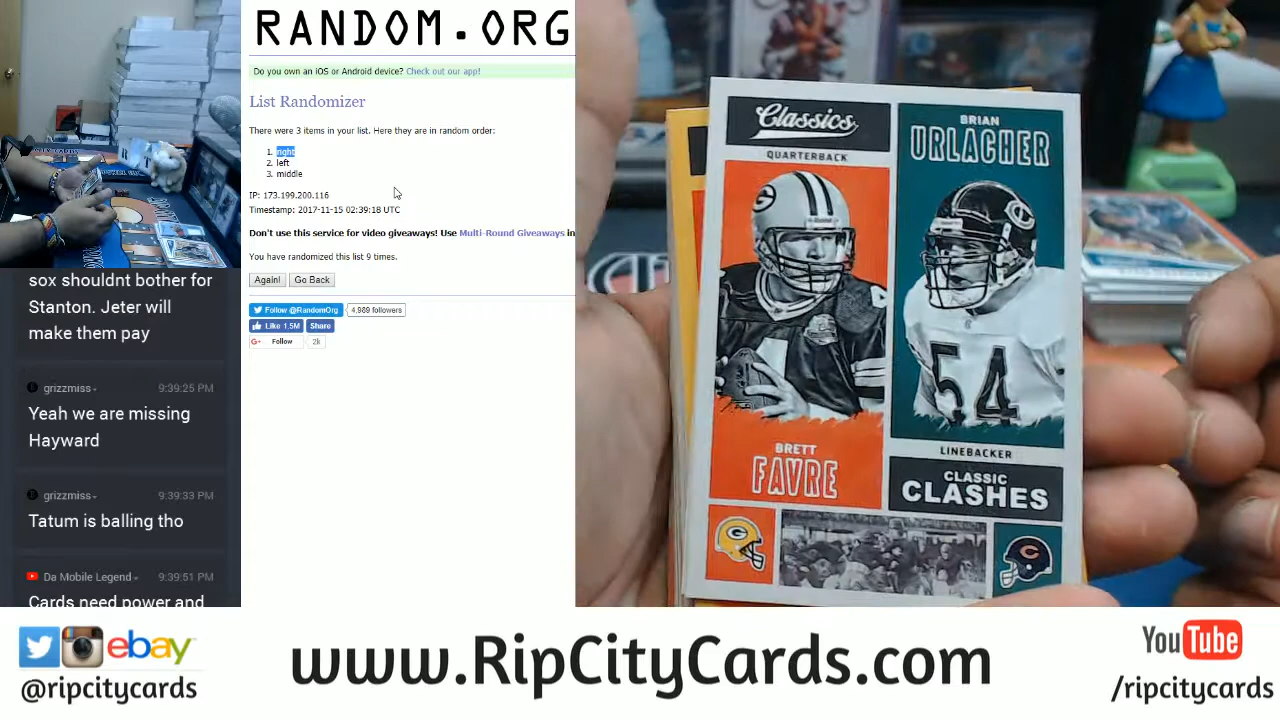 RANDOM.ORG
Do you own an iOS or Android device? Check out our app!
List Randomizer
There were 3 items in your list. Here they are in random order:
1. right
2. left
3. middle
IP: 173.199.200.116
Timestamp: 2017-11-15 02:39:18 UTC
Don't use this service for video giveaways! Use Multi-Round Giveaways in
You have randomized this list 9 times.
Again! Go Back
Follow @RandomOrg 4,989 followers
Like 1.5M Share
G+ Follow 2k
sox shouldnt bother for
Stanton. Jeter will
make them pay
grizzmiss 9:39:25 PM
Yeah we are missing
Hayward
grizzmiss 9:39:33 PM
Tatum is balling tho
Da Mobile Legend 9:39:51 PM
Cards need power and
Classics
QUARTERBACK
BRETT
FAVRE
BRIAN
URLACHER
54
LINEBACKER
CLASSIC
CLASHES
ebay
@ripcitycards
www.RipCityCards.com
YouTube
/ripcitycards